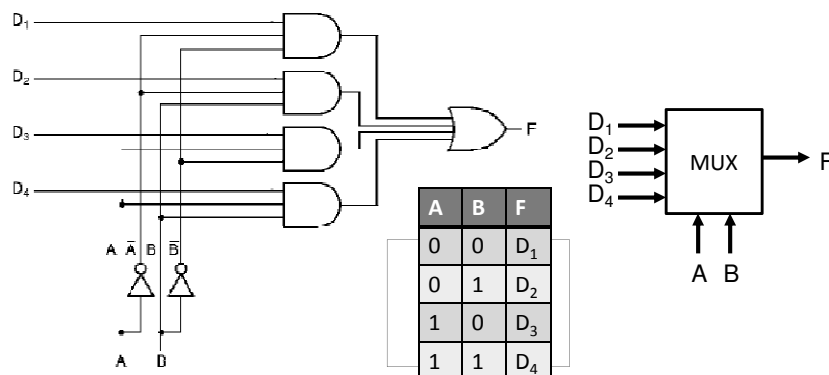 D₁
D₂
D₃
D₄
F
A A̅ B B̅
A B
A B F
0 0 D₁
0 1 D₂
1 0 D₃
1 1 D₄
D₁
D₂
D₃
D₄
MUX
F
A B